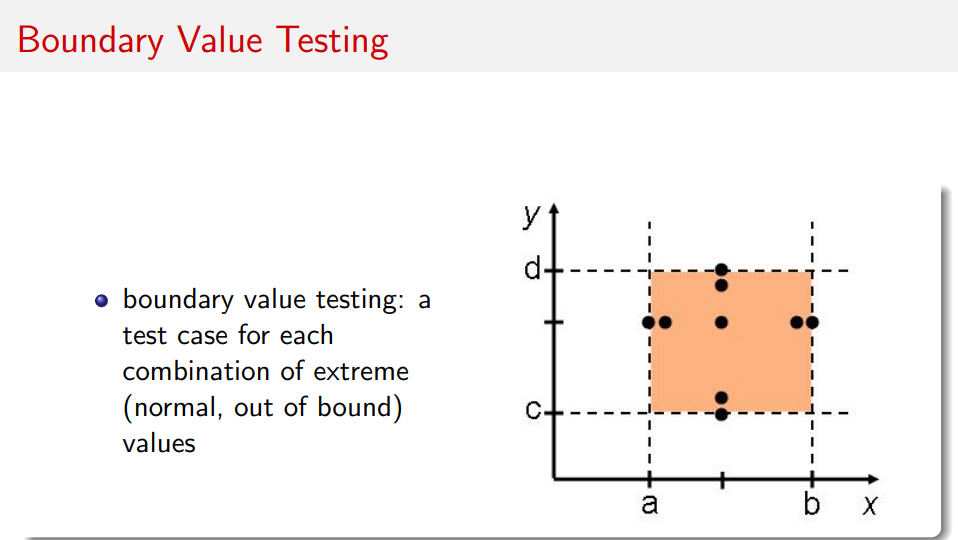 Boundary Value Testing
boundary value testing: a
test case for each
combination of extreme
(normal, out of bound)
values
y
d
c
a
b
x